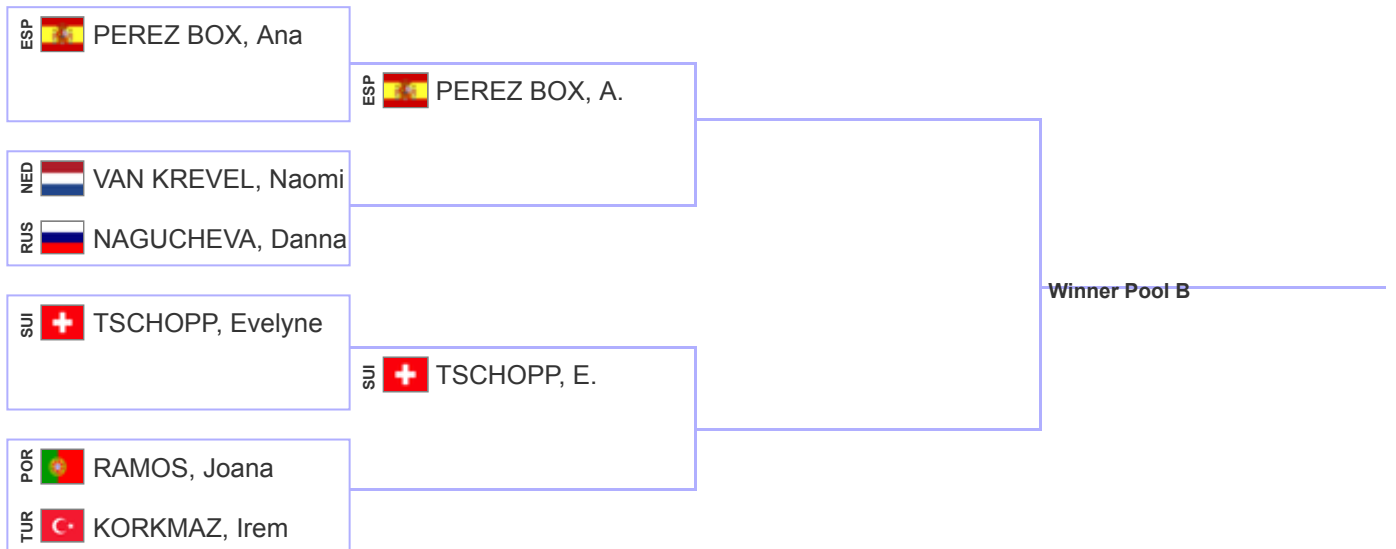 ESP PEREZ BOX, Ana
ESP PEREZ BOX, A.
NED VAN KREVEL, Naomi
RUS NAGUCHEVA, Danna
Winner Pool B
SUI TSCHOPP, Evelyne
SUI TSCHOPP, E.
POR RAMOS, Joana
TUR KORKMAZ, Irem